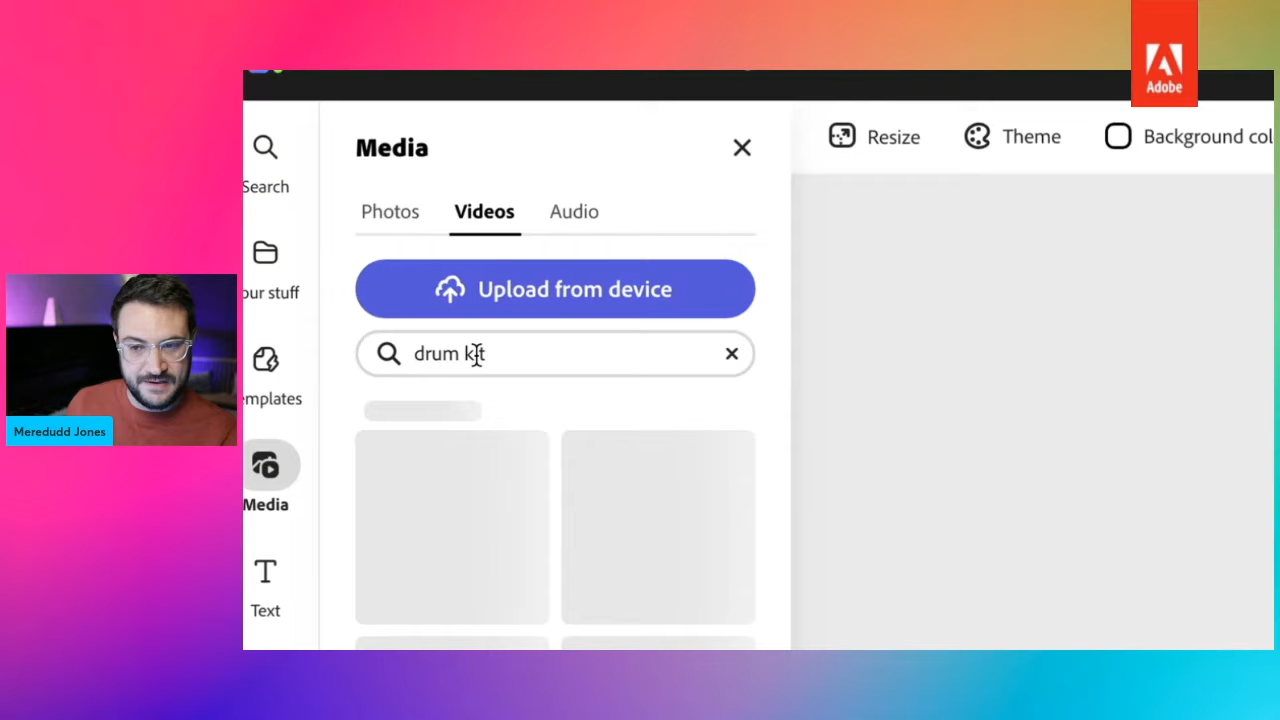 Adobe
Media
Resize
Theme
Background col
Search
Photos
Videos
Audio
Upload from device
our stuff
drum kit
emplates
Meredudd Jones
Media
Text